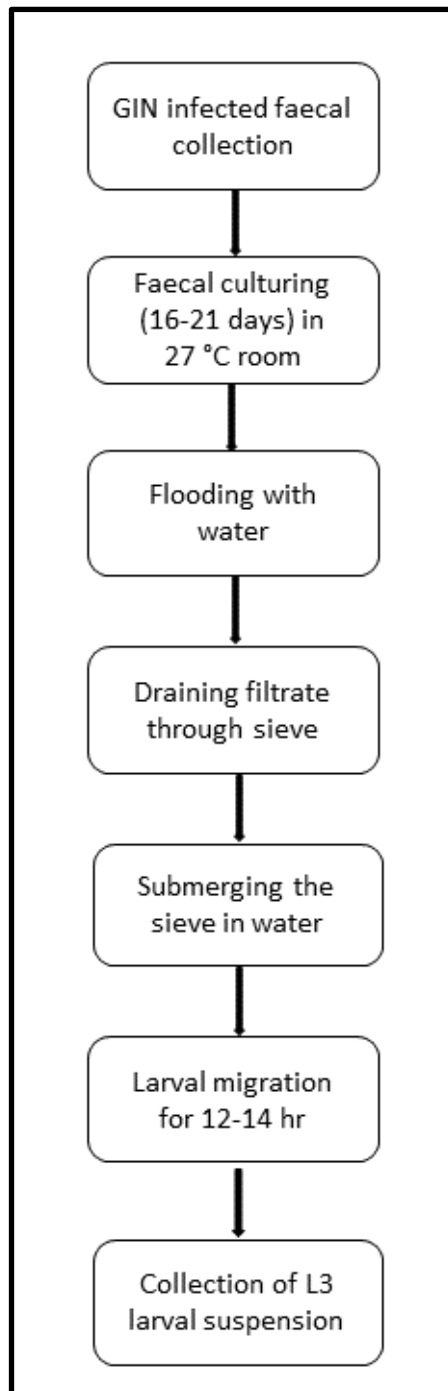 GIN infected faecal
collection
Faecal culturing
(16-21 days) in
27 °C room
Flooding with
water
Draining filtrate
through sieve
Submerging the
sieve in water
Larval migration
for 12-14 hr
Collection of L3
larval suspension